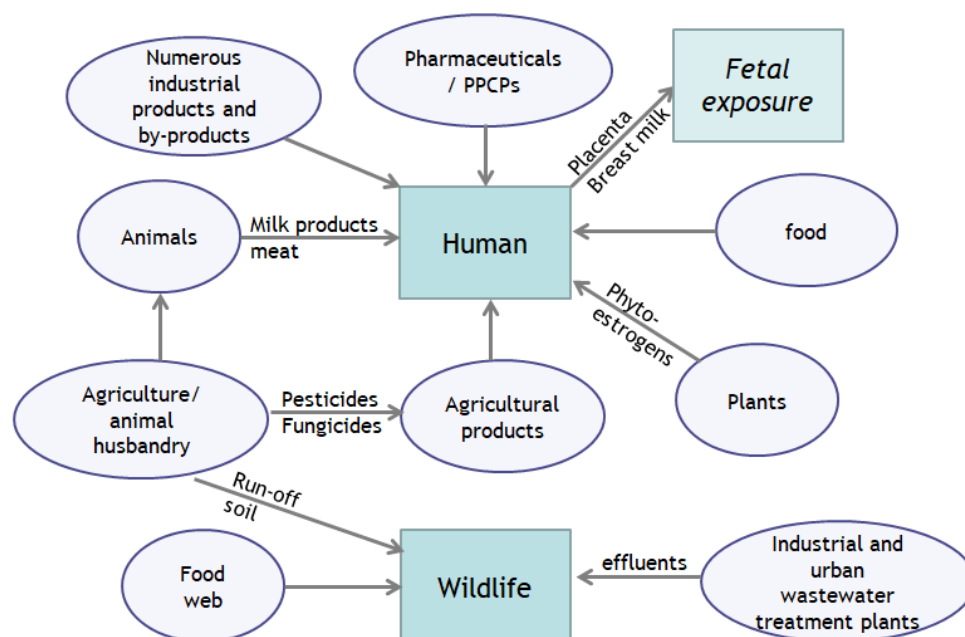 Numerous
industrial
products and
by-products
Pharmaceuticals
/ PPCPs
Fetal
exposure
Placenta
Breast milk
Animals
Milk products
meat
Human
food
Phyto-
estrogens
Agriculture/
animal
husbandry
Pesticides
Fungicides
Agricultural
products
Plants
Run-off
soil
Food
web
Wildlife
effluents
Industrial and
urban
wastewater
treatment plants